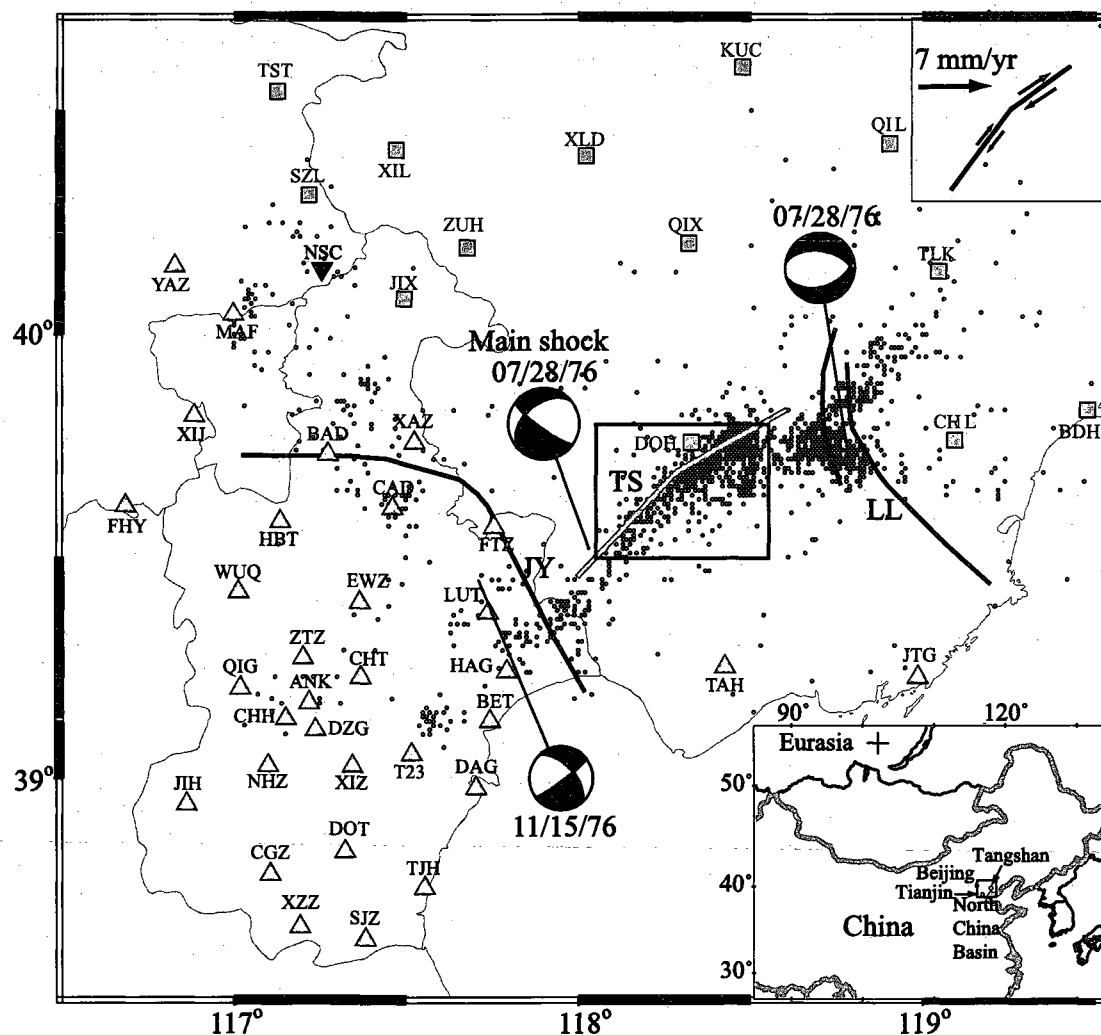 KUC
TST
7 mm/yr
QIL
XLD
XIL
SZL
07/28/76
ZUH
QIX
NSC
TLK
YAZ
JIX
MAF
40°
Main shock
07/28/76
XIJ
XAZ
BAD
DOH
CHL
BDH
TS
CAD
LL
FHY
HBT
FTZ
JY
WUQ
EWZ
LUT
ZTZ
QIG
CHT
HAG
TAH
JTG
ANK
CHH
DZG
BET
90°
120°
Eurasia
50°
NHZ
XIZ
T23
DAG
39°
JIH
11/15/76
DOT
CGZ
TJH
Tangshan
40°
Beijing
Tianjin
North
China
China
Basin
XZZ
SJZ
30°
117°
118°
119°